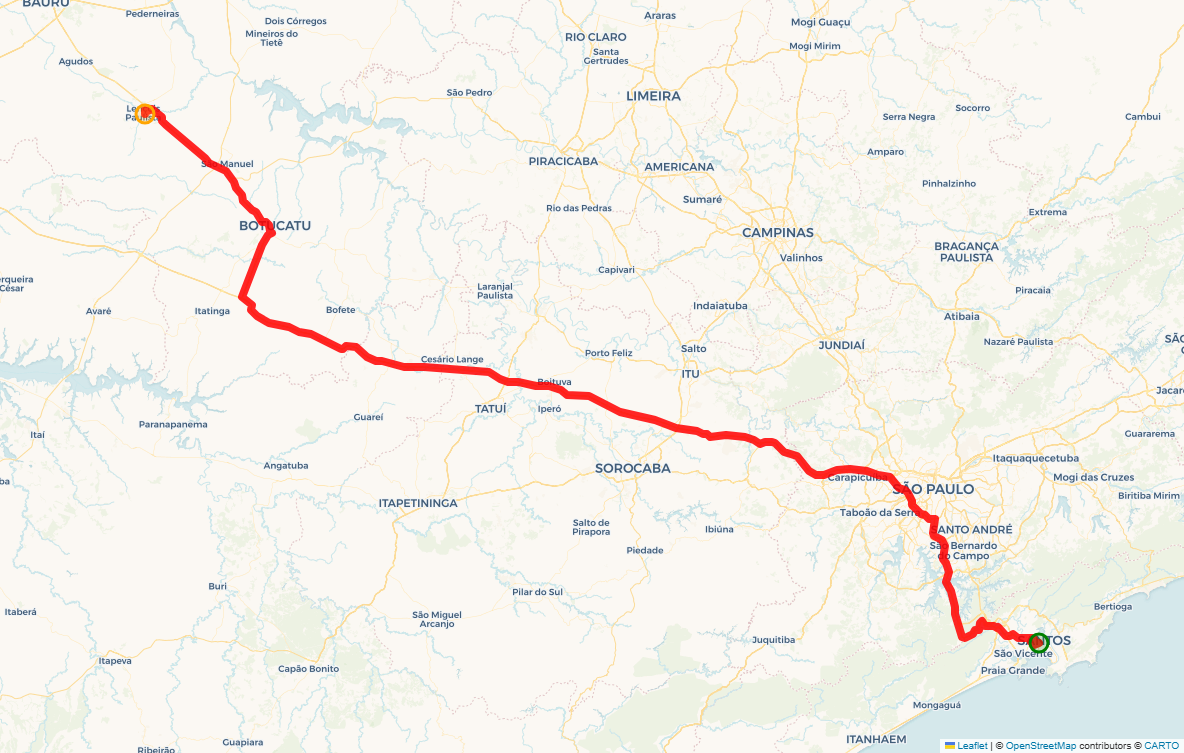 BAURU
Pederneiras
Dois Córregos
Mineiros do
Tietê
Agudos
Araras
Mogi Guaçu
RIO CLARO
Santa
Gertrudes
Mogi Mirim
São Pedro
LIMEIRA
Socorro
Serra Negra
Cambui
São Manuel
PIRACICABA
AMERICANA
Amparo
Pinhalzinho
Rio das Pedras
Sumaré
Extrema
BOTUCATU
CAMPINAS
Valinhos
BRAGANÇA
PAULISTA
Capivari
erqueira
César
Laranjal
Paulista
Piracaia
Avaré
Itatinga
Bofete
Indaiatuba
Atibaia
Nazaré Paulista
Cesário Lange
Porto Feliz
Salto
JUNDIAÍ
ITU
Boituva
TATUÍ
Iperó
Guareí
Paranapanema
Itaí
Guararema
Angatuba
SOROCABA
Itaquaquecetuba
Carapicuíba
SÃO PAULO
Mogi das Cruzes
Biritiba Mirim
ITAPETININGA
Taboão da Serra
Salto de
Pirapora
Ibiúna
SANTO ANDRÉ
Piedade
São Bernardo
do Campo
Buri
Pilar do Sul
Itaberá
São Miguel
Arcanjo
Bertioga
Juquitiba
SANTOS
São Vicente
Itapeva
Capão Bonito
Praia Grande
Mongaguá
Guapiara
Ribeirão
ITANHAEM
Leaflet | © OpenStreetMap contributors © CARTO